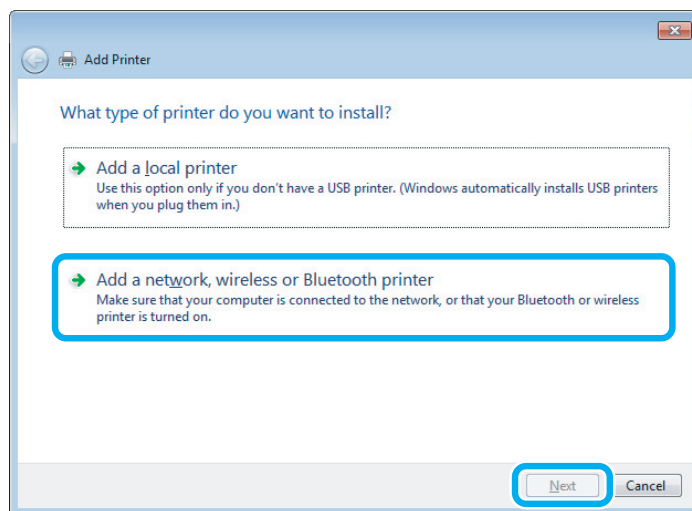 Add Printer
What type of printer do you want to install?
Add a local printer
Use this option only if you don't have a USB printer. (Windows automatically installs USB printers
when you plug them in.)
Add a network, wireless or Bluetooth printer
Make sure that your computer is connected to the network, or that your Bluetooth or wireless
printer is turned on.
Next Cancel